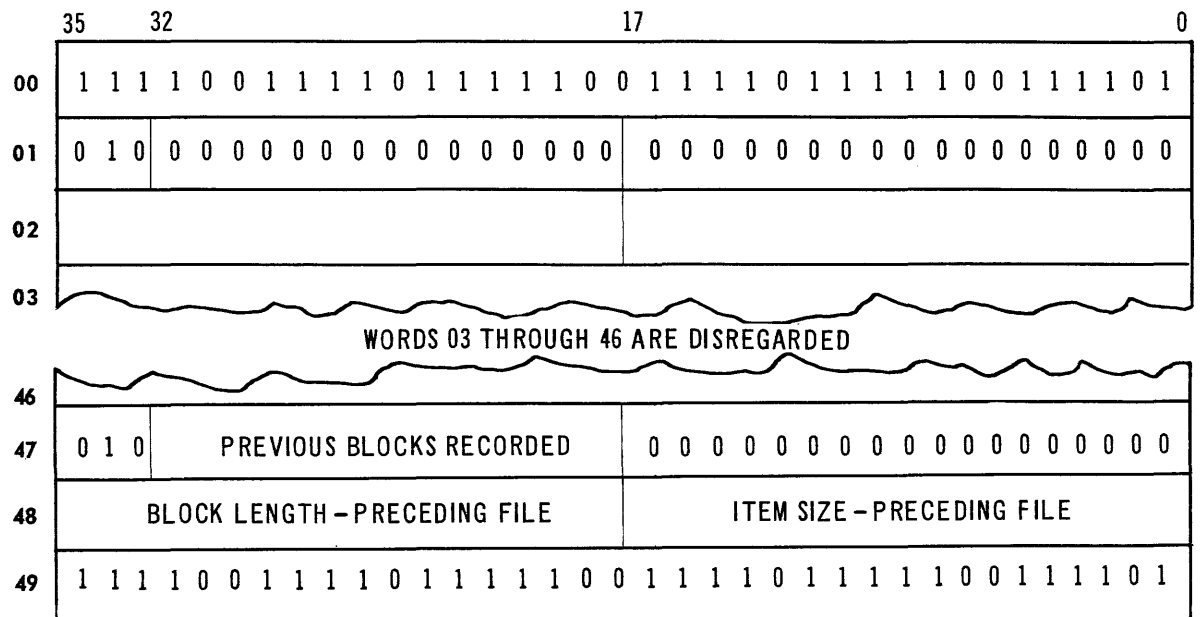 35 32 17 0
00 1 1 1 1 0 0 1 1 1 1 0 1 1 1 1 1 0 0 1 1 1 1 0 1 1 1 1 1 0 0 1 1 1 1 0 1
01 0 1 0 0 0 0 0 0 0 0 0 0 0 0 0 0 0 0 0 0 0 0 0 0 0 0 0 0 0 0 0 0 0 0 0 0
02
03
WORDS 03 THROUGH 46 ARE DISREGARDED
46
47 0 1 0 PREVIOUS BLOCKS RECORDED 0 0 0 0 0 0 0 0 0 0 0 0 0 0 0 0 0 0
48 BLOCK LENGTH – PRECEDING FILE ITEM SIZE – PRECEDING FILE
49 1 1 1 1 0 0 1 1 1 1 0 1 1 1 1 1 0 0 1 1 1 1 0 1 1 1 1 1 0 0 1 1 1 1 0 1